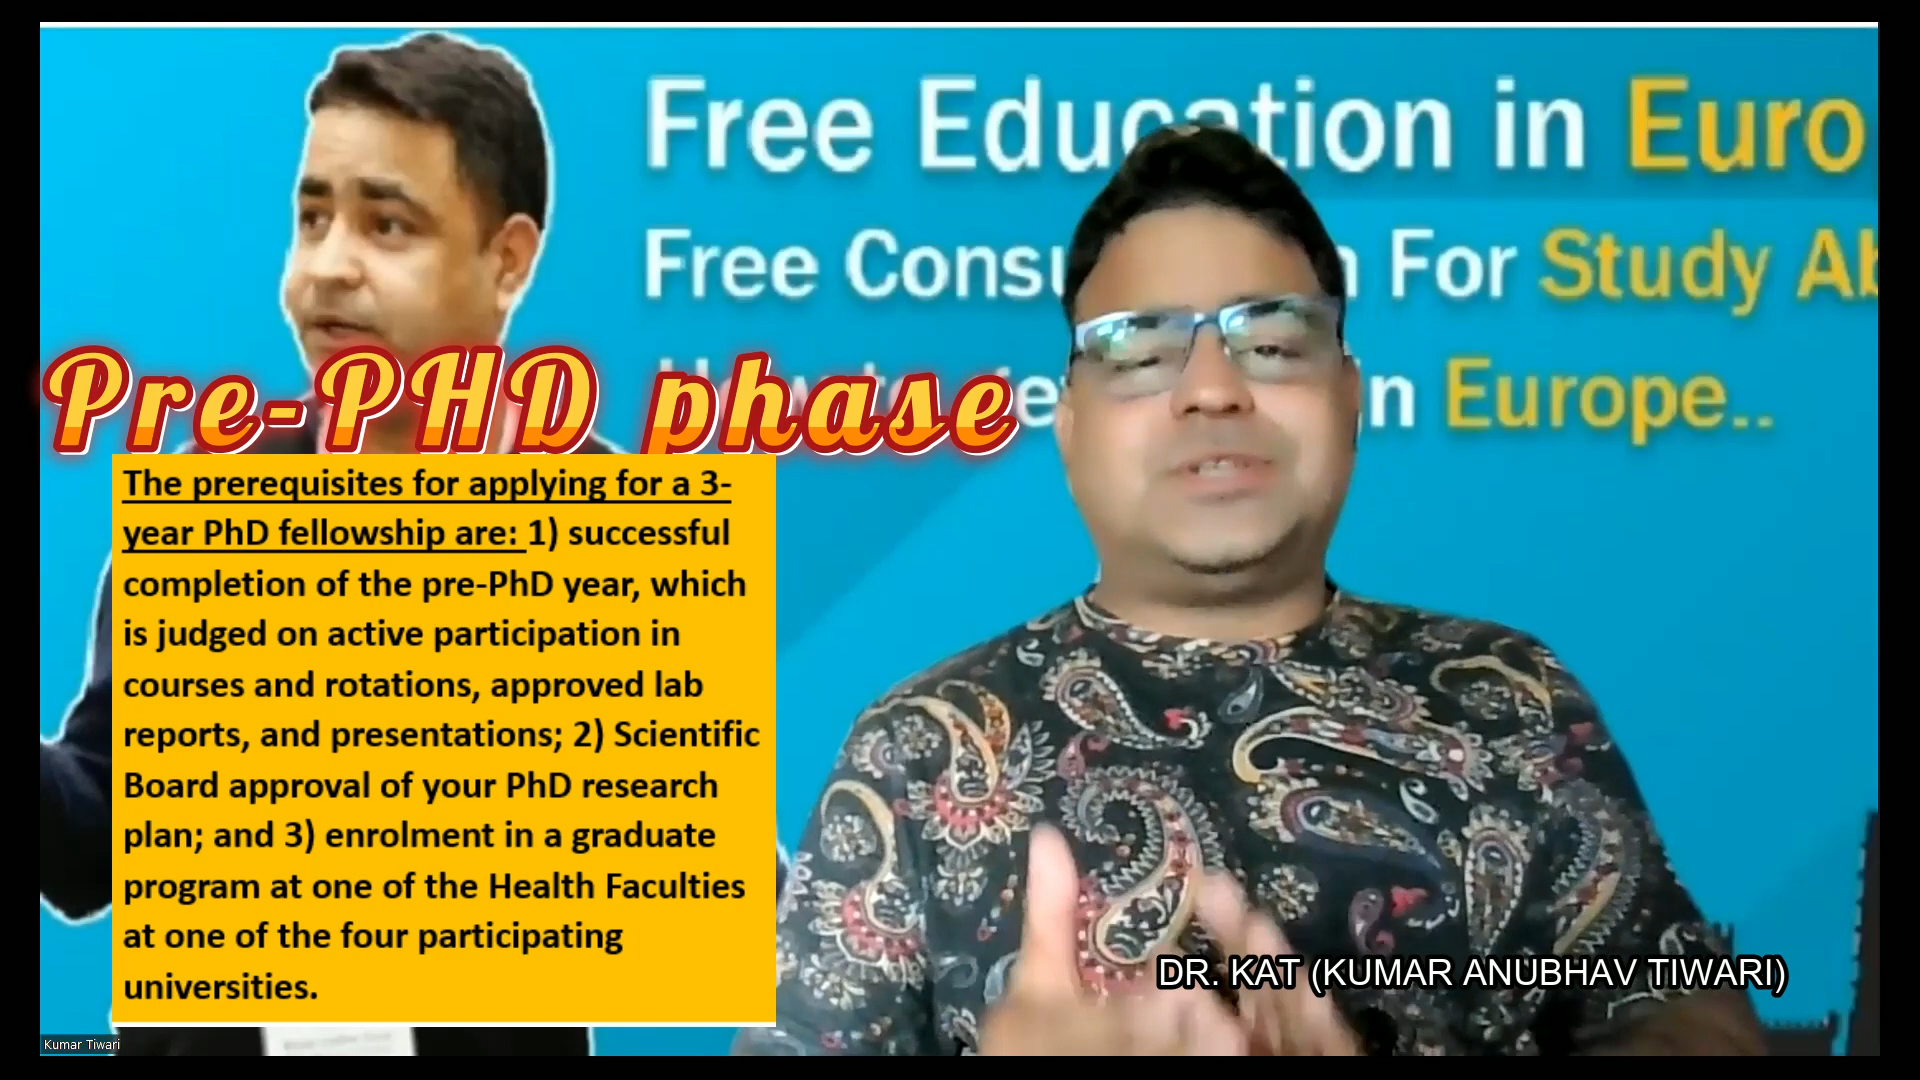 Free Education in Euro
Free Cons For Study Ab
in Europe..
Pre-PHD phase
The prerequisites for applying for a 3-
year PhD fellowship are: 1) successful
completion of the pre-PhD year, which
is judged on active participation in
courses and rotations, approved lab
reports, and presentations; 2) Scientific
Board approval of your PhD research
plan; and 3) enrolment in a graduate
program at one of the Health Faculties
at one of the four participating
universities.
DR. KAT (KUMAR ANUBHAV TIWARI)
Kumar Tiwari